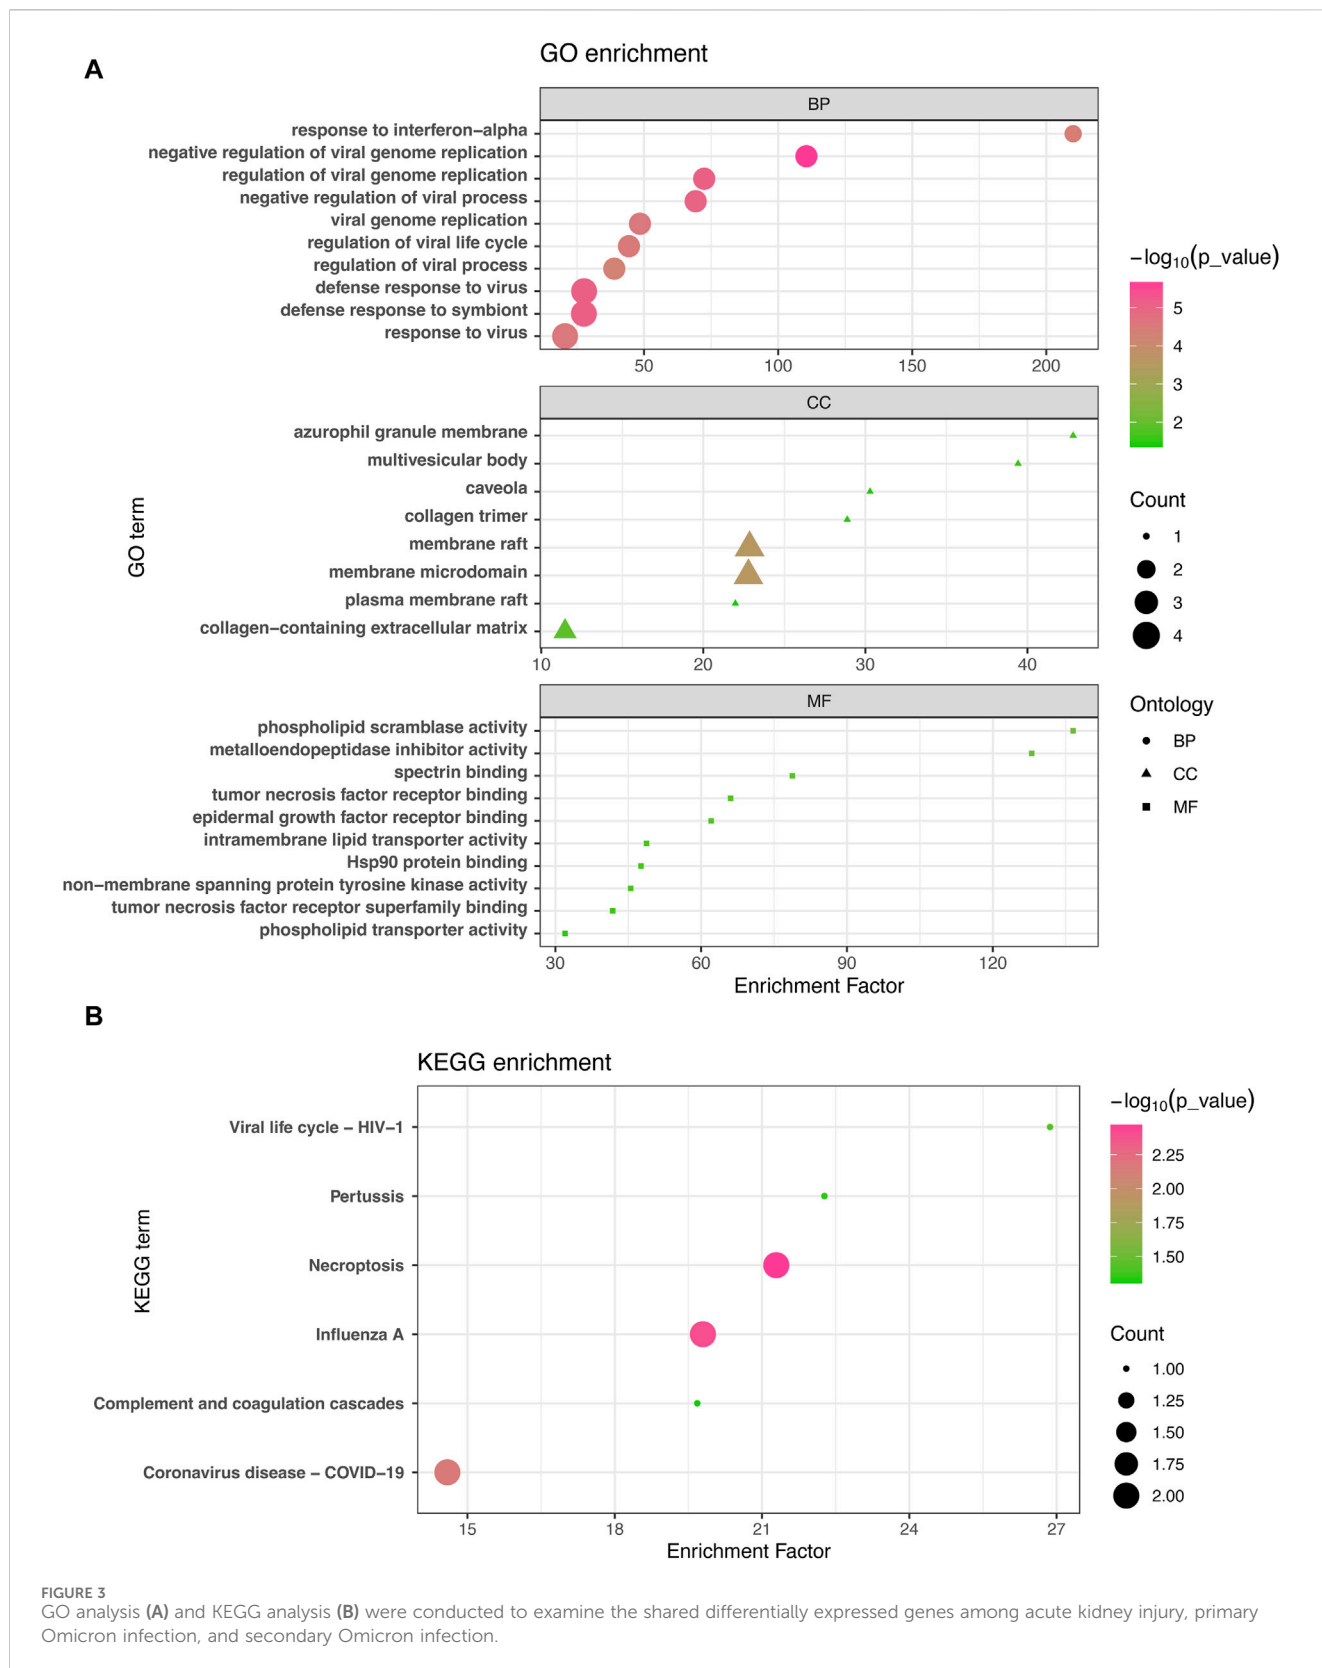 A
GO enrichment
BP
response to interferon–alpha
negative regulation of viral genome replication
regulation of viral genome replication
negative regulation of viral process
viral genome replication
regulation of viral life cycle
regulation of viral process
defense response to virus
defense response to symbiont
response to virus
50 100 150 200
CC
azurophil granule membrane
multivesicular body
caveola
collagen trimer
membrane raft
membrane microdomain
plasma membrane raft
collagen–containing extracellular matrix
10 20 30 40
MF
phospholipid scramblase activity
metalloendopeptidase inhibitor activity
spectrin binding
tumor necrosis factor receptor binding
epidermal growth factor receptor binding
intramembrane lipid transporter activity
Hsp90 protein binding
non–membrane spanning protein tyrosine kinase activity
tumor necrosis factor receptor superfamily binding
phospholipid transporter activity
30 60 90 120
Enrichment Factor
GO term
−log₁₀(p_value)
5
4
3
2
Count
1
2
3
4
Ontology
BP
CC
MF
B
KEGG enrichment
Viral life cycle – HIV–1
Pertussis
Necroptosis
Influenza A
Complement and coagulation cascades
Coronavirus disease – COVID–19
15 18 21 24 27
Enrichment Factor
KEGG term
−log₁₀(p_value)
2.25
2.00
1.75
1.50
Count
1.00
1.25
1.50
1.75
2.00
FIGURE 3
GO analysis (A) and KEGG analysis (B) were conducted to examine the shared differentially expressed genes among acute kidney injury, primary
Omicron infection, and secondary Omicron infection.